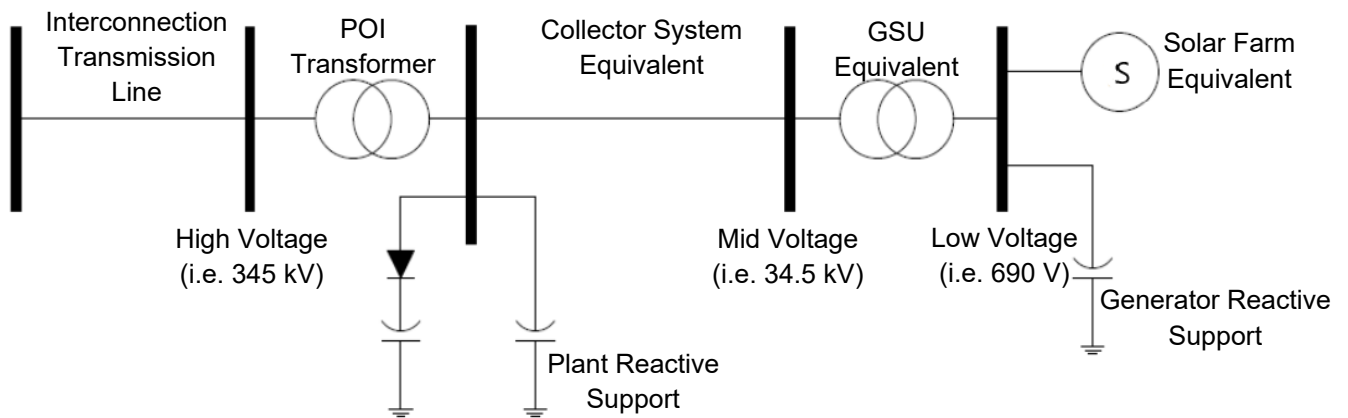 Interconnection
Transmission
Line
POI
Transformer
Collector System
Equivalent
GSU
Equivalent
S
Solar Farm
Equivalent
High Voltage
(i.e. 345 kV)
Mid Voltage
(i.e. 34.5 kV)
Low Voltage
(i.e. 690 V)
Generator Reactive
Support
Plant Reactive
Support